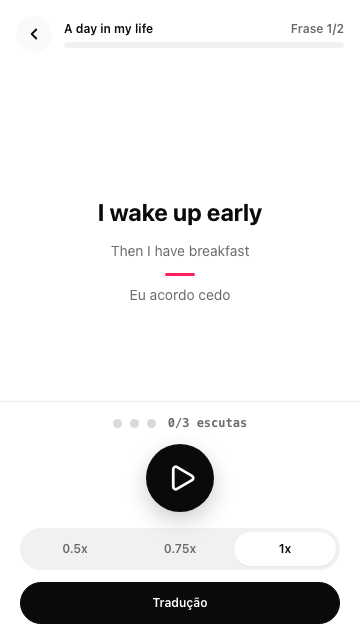 A day in my life
Frase 1/2
I wake up early
Then I have breakfast
Eu acordo cedo
0/3 escutas
0.5x
0.75x
1x
Tradução